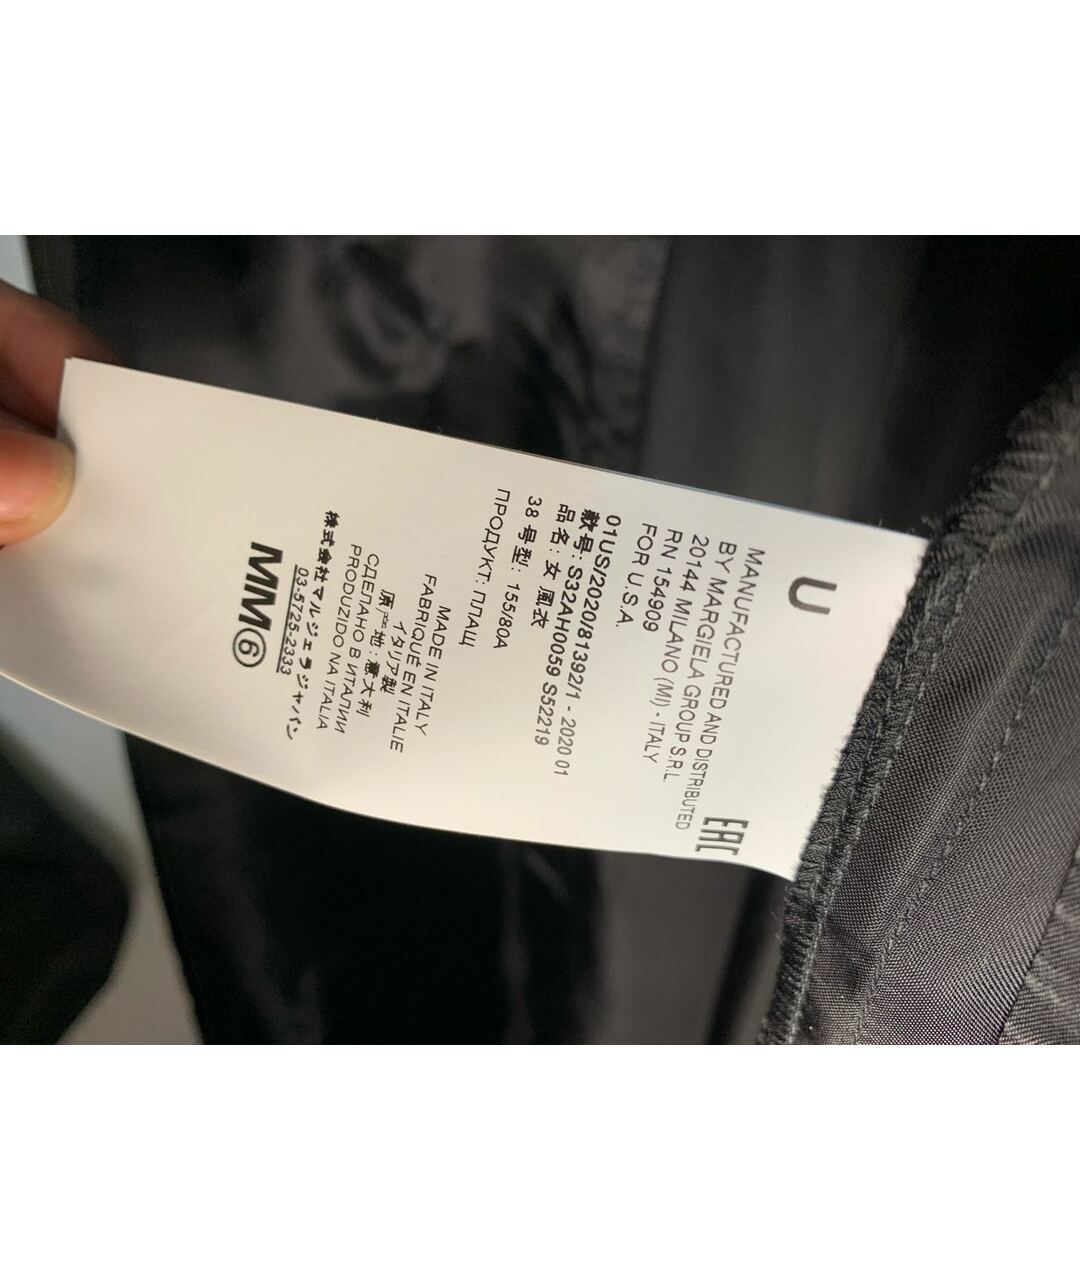 U
EAC
MANUFACTURED AND DISTRIBUTED
BY MARGIELA GROUP S.R.L.
20144 MILANO (MI) - ITALY
RN 154909
FOR U.S.A.
01US/2020/81392/1 - 2020 01
款号: S32AH0059 S52219
品名: 女 風衣
38 号型: 155/80A
ПРОДУКТ: ПЛАЩ
MADE IN ITALY
FABRIQUÉ EN ITALIE
イタリア製
原产地: 意大利
СДЕЛАНО В ИТАЛИИ
PRODUZIDO NA ITALIA
株式会社マルジェラジャパン
03-5725-2333
MM6